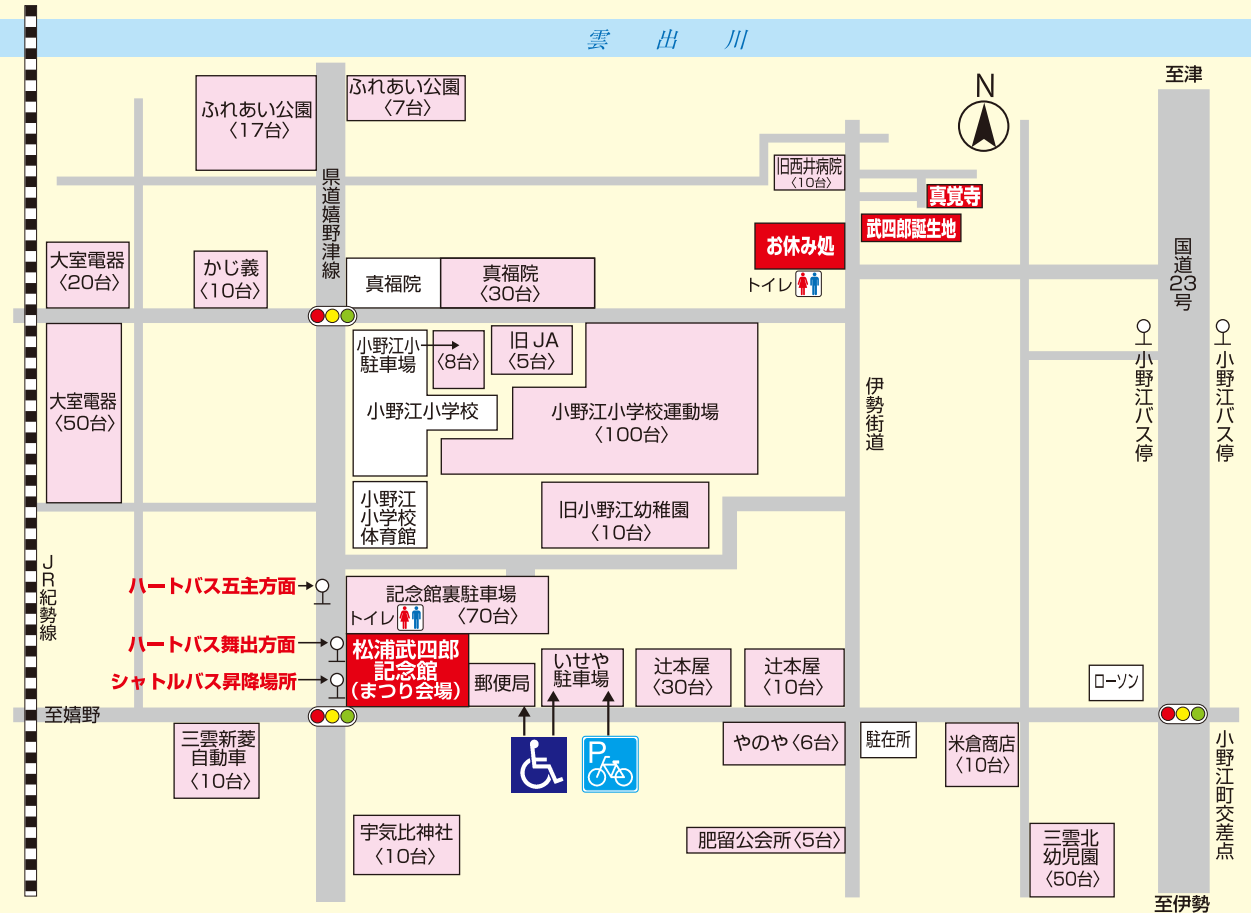 雲出川
至津
N
ふれあい公園
〈17台〉
ふれあい公園
〈7台〉
県道嬉野津線
旧西井病院
〈10台〉
真覚寺
武四郎誕生地
お休み処
トイレ
国道23号
大室電器
〈20台〉
かじ義
〈10台〉
真福院
真福院
〈30台〉
小野江小
駐車場
〈8台〉
旧JA
〈5台〉
小野江小学校
小野江小学校運動場
〈100台〉
大室電器
〈50台〉
伊勢街道
小野江バス停
小野江バス停
小野江
小学校
体育館
旧小野江幼稚園
〈10台〉
JR紀勢線
ハートバス五主方面
記念館裏駐車場
トイレ
〈70台〉
ハートバス舞出方面
シャトルバス昇降場所
松浦武四郎
記念館
(まつり会場)
郵便局
いせや
駐車場
辻本屋
〈30台〉
辻本屋
〈10台〉
ローソン
至嬉野
三雲新菱
自動車
〈10台〉
P
やのや〈6台〉
駐在所
米倉商店
〈10台〉
小野江町交差点
宇気比神社
〈10台〉
肥留公会所〈5台〉
三雲北
幼児園
〈50台〉
至伊勢